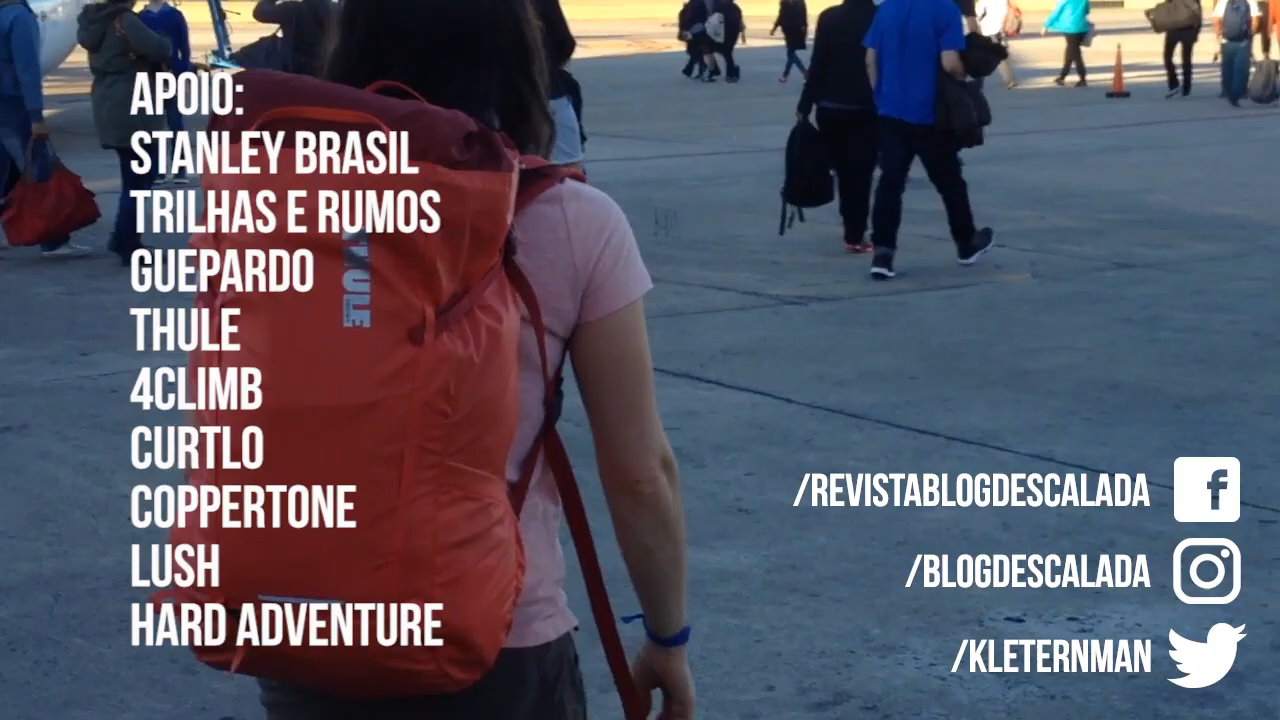 APOIO:
STANLEY BRASIL
TRILHAS E RUMOS
GUEPARDO
THULE
4CLIMB
CURTLO
COPPERTONE
LUSH
HARD ADVENTURE
/REVISTABLOGDESCALADA
/BLOGDESCALADA
/KLETERNMAN